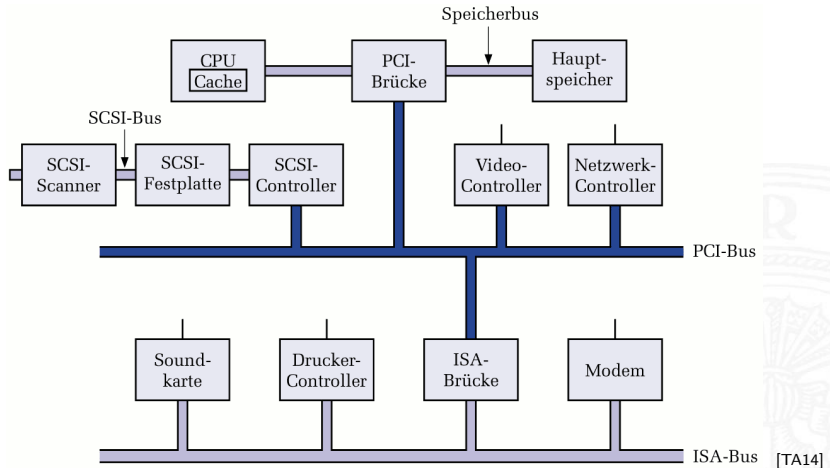 Speicherbus
CPU
Cache
PCI-
Brücke
Haupt-
speicher
SCSI-Bus
SCSI-
Scanner
SCSI-
Festplatte
SCSI-
Controller
Video-
Controller
Netzwerk-
Controller
PCI-Bus
Sound-
karte
Drucker-
Controller
ISA-
Brücke
Modem
ISA-Bus
[TA14]